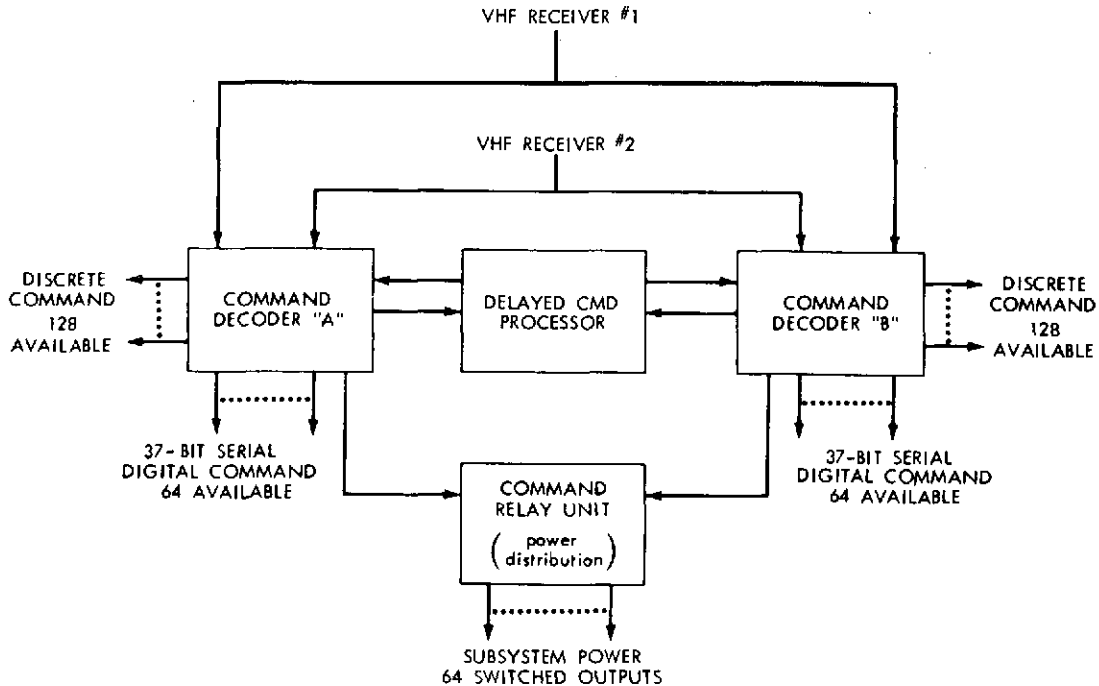 VHF RECEIVER #1
VHF RECEIVER #2
DISCRETE
COMMAND
128
AVAILABLE
COMMAND
DECODER "A"
DELAYED CMD
PROCESSOR
COMMAND
DECODER "B"
DISCRETE
COMMAND
128
AVAILABLE
37-BIT SERIAL
DIGITAL COMMAND
64 AVAILABLE
37-BIT SERIAL
DIGITAL COMMAND
64 AVAILABLE
COMMAND
RELAY UNIT
( power
distribution )
SUBSYSTEM POWER
64 SWITCHED OUTPUTS